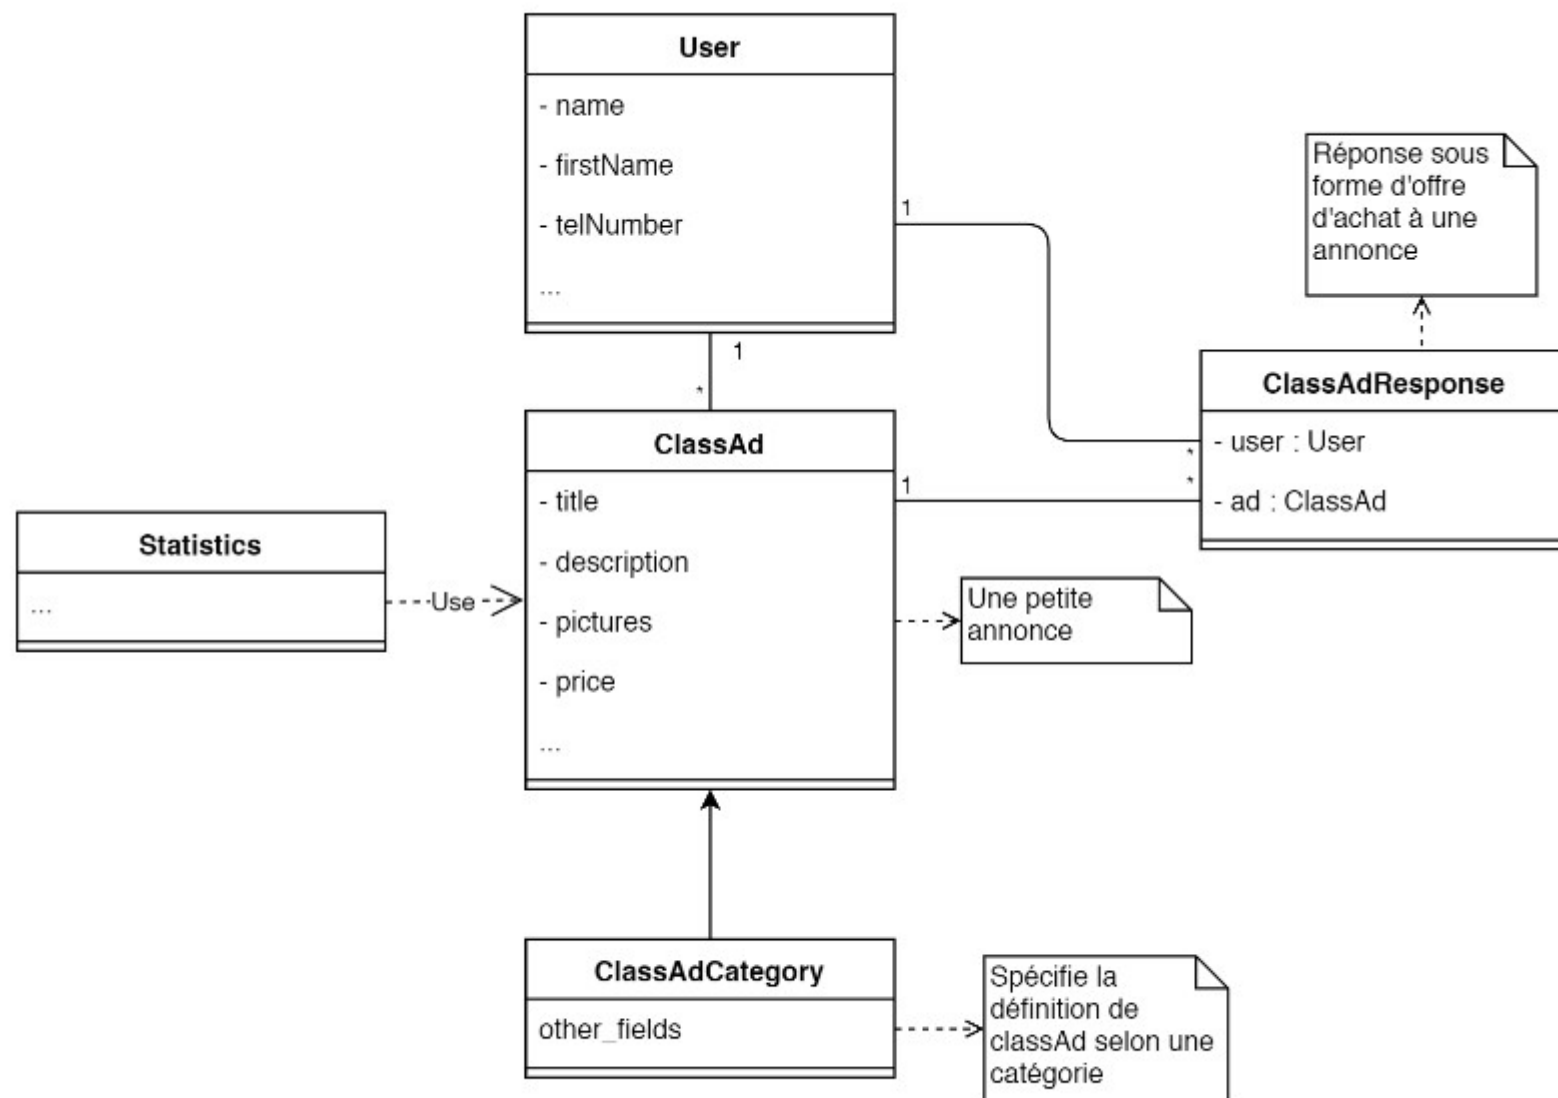 User
- name
- firstName
- telNumber
...
1
1
*
Réponse sous
forme d'offre
d'achat à une
annonce
ClassAdResponse
- user : User
- ad : ClassAd
*
*
1
ClassAd
- title
- description
- pictures
- price
...
Statistics
...
Use
Une petite
annonce
ClassAdCategory
other_fields
Spécifie la
définition de
classAd selon une
catégorie